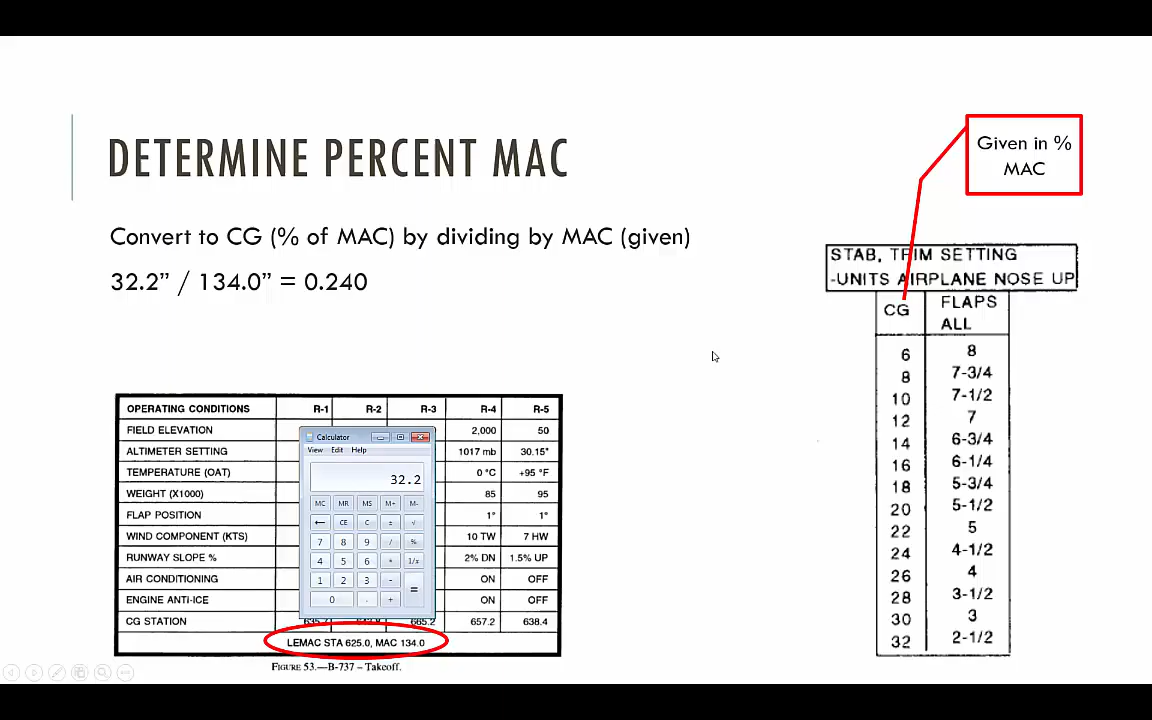 DETERMINE PERCENT MAC
Given in %
MAC
Convert to CG (% of MAC) by dividing by MAC (given)
32.2” / 134.0” = 0.240
STAB, TRIM SETTING
-UNITS AIRPLANE NOSE UP
CG FLAPS ALL
6 8
8 7-3/4
10 7-1/2
12 7
14 6-3/4
16 6-1/4
18 5-3/4
20 5-1/2
22 5
24 4-1/2
26 4
28 3-1/2
30 3
32 2-1/2
OPERATING CONDITIONS R-1 R-2 R-3 R-4 R-5
FIELD ELEVATION 2,000 50
ALTIMETER SETTING 1017 mb 30.15"
TEMPERATURE (OAT) 0 °C +95 °F
WEIGHT (X1000) 85 95
FLAP POSITION 1° 1°
WIND COMPONENT (KTS) 10 TW 7 HW
RUNWAY SLOPE % 2% DN 1.5% UP
AIR CONDITIONING ON OFF
ENGINE ANTI-ICE ON OFF
CG STATION 665.2 657.2 638.4
LEMAC STA 625.0, MAC 134.0
FIGURE 53.—B-737 – Takeoff.
Calculator
View Edit Help
32.2
MC MR MS M+ M-
← CE C ± √
7 8 9 / %
4 5 6 * 1/x
1 2 3 - =
0 . +